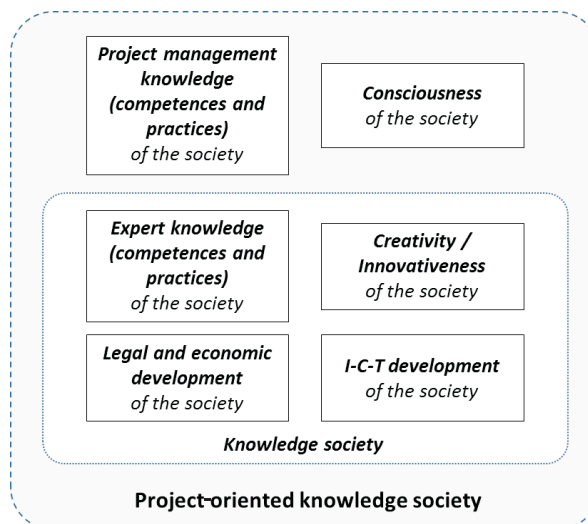 Project management
knowledge
(competences and
practices)
of the society
Consciousness
of the society
Expert knowledge
(competences and
practices)
of the society
Creativity /
Innovativeness
of the society
Legal and economic
development
of the society
I-C-T development
of the society
Knowledge society
Project-oriented knowledge society